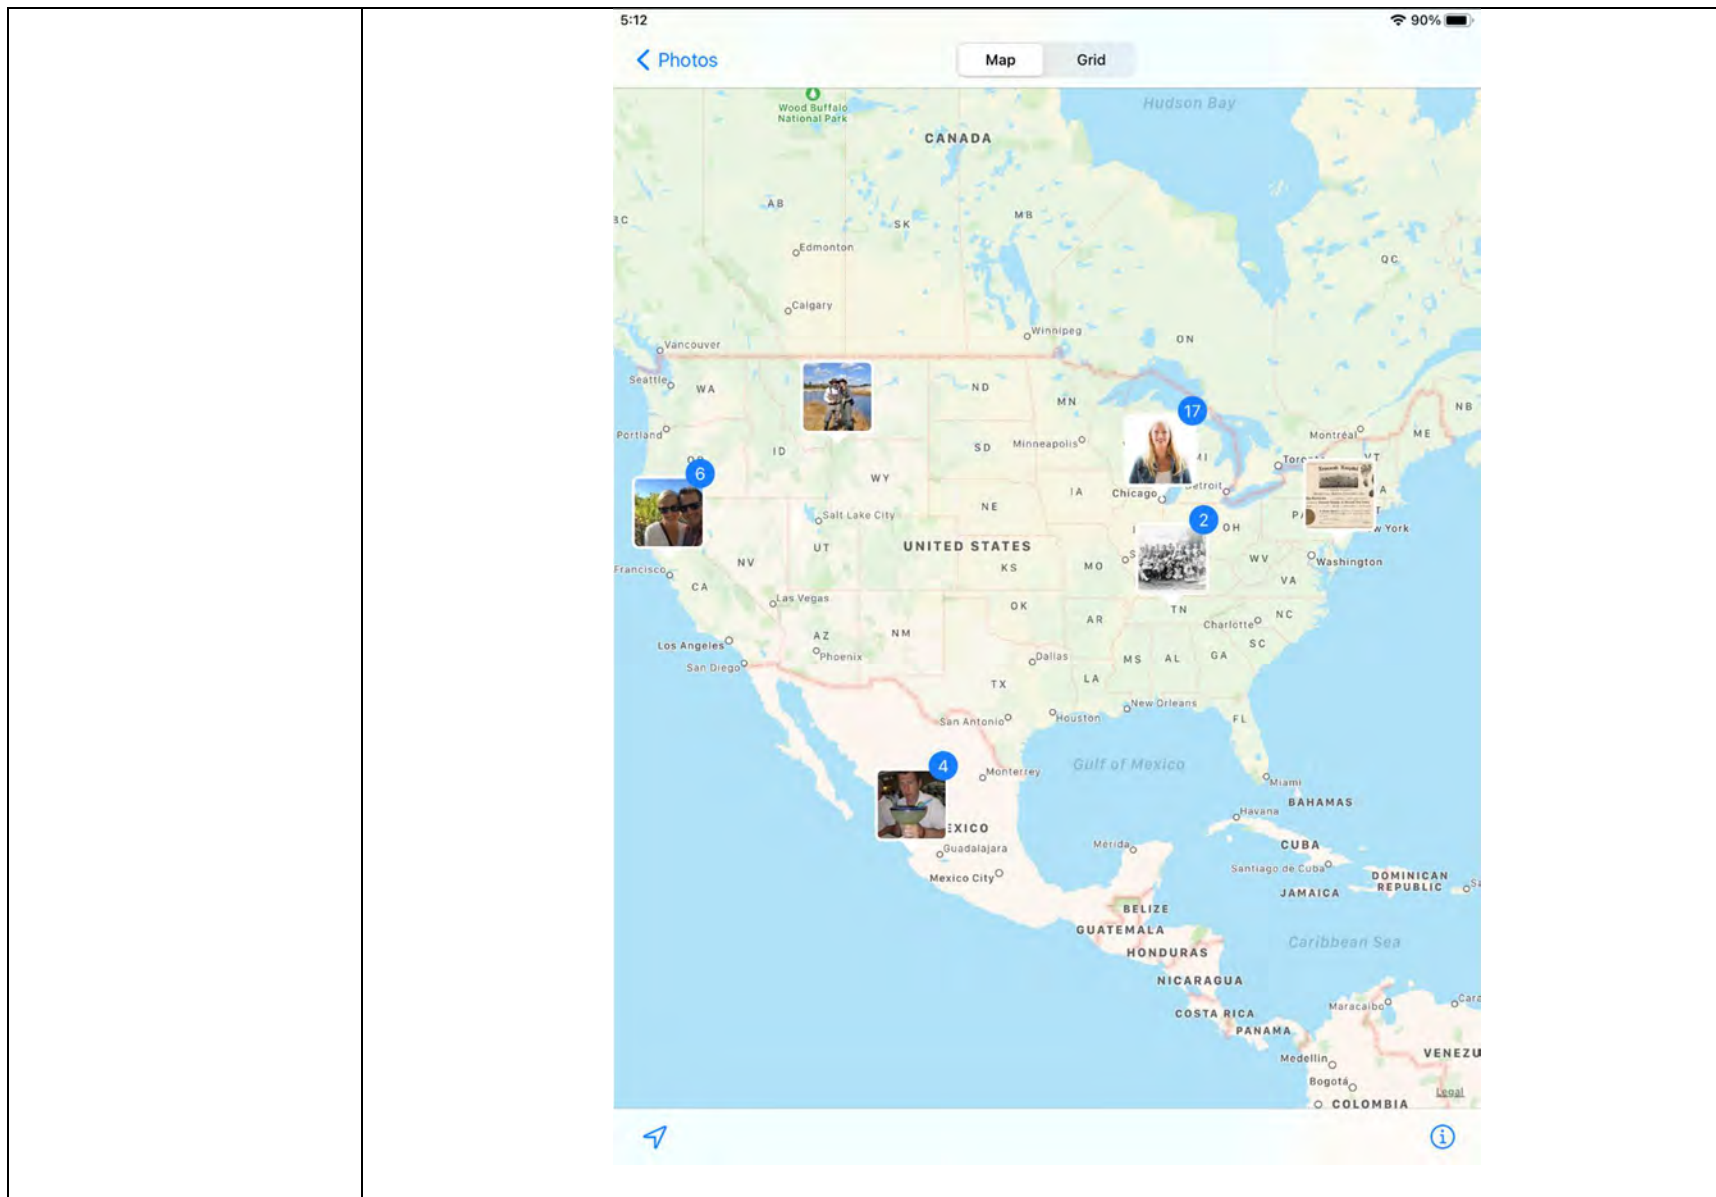 5:12
90%
Photos
Map
Grid
Wood Buffalo
National Park
Hudson Bay
CANADA
AB
SK
MB
QC
Edmonton
Calgary
Winnipeg
ON
Vancouver
Seattle
WA
ND
MN
17
NB
Portland
ID
SD
Minneapolis
MI
Montréal
ME
VT
6
WY
IA
Chicago
NE
Salt Lake City
2
OH
UT
UNITED STATES
NV
KS
MO
WV
Washington
Francisco
CA
VA
Las Vegas
OK
TN
AR
NC
Charlotte
AZ
NM
SC
Los Angeles
Phoenix
Dallas
MS
AL
GA
San Diego
TX
LA
New Orleans
San Antonio
Houston
FL
4
Monterrey
Gulf of Mexico
Miami
BAHAMAS
Havana
EXICO
Guadalajara
Mérida
CUBA
Santiago de Cuba
Mexico City
DOMINICAN
REPUBLIC
JAMAICA
BELIZE
GUATEMALA
Caribbean Sea
HONDURAS
NICARAGUA
COSTA RICA
Maracaibo
Cara
PANAMA
Medellín
VENEZU
Bogotá
Legal
COLOMBIA